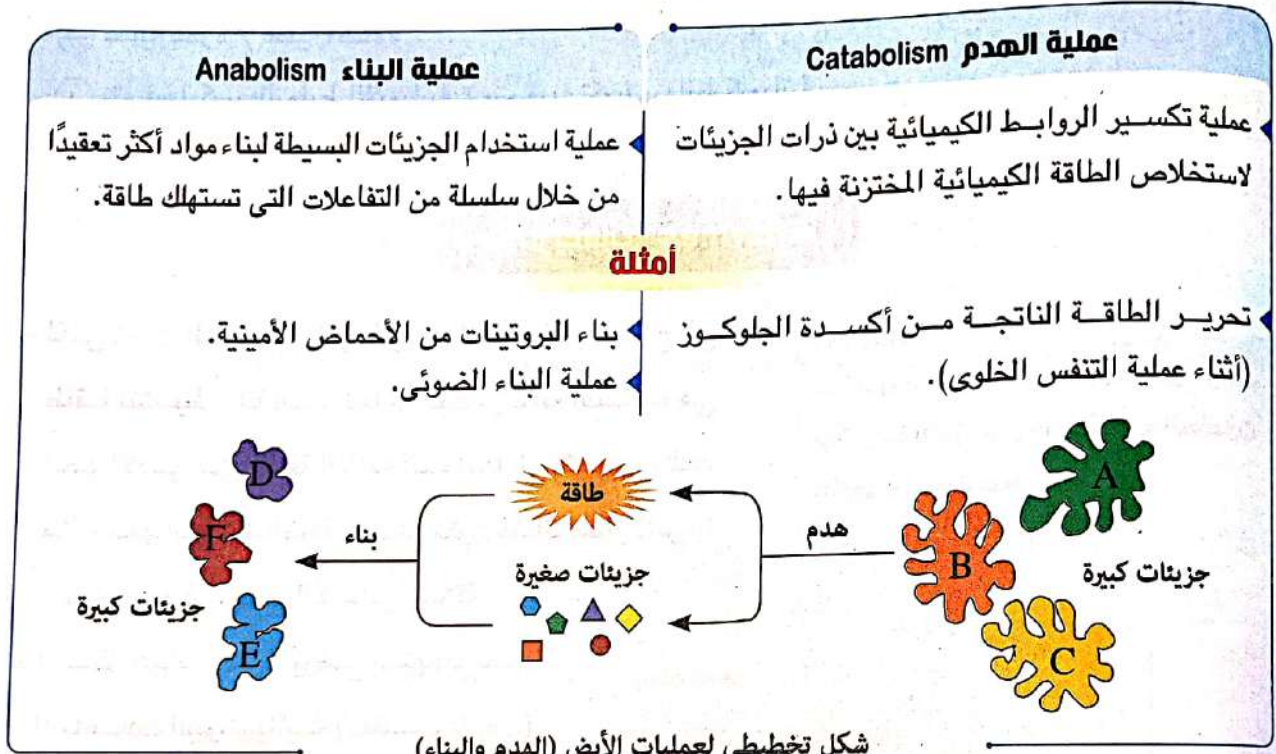 عملية الهدم Catabolism
عملية تكسير الروابط الكيميائية بين ذرات الجزيئات
لاستخلاص الطاقة الكيميائية المختزنة فيها.
عملية البناء Anabolism
عملية استخدام الجزيئات البسيطة لبناء مواد أكثر تعقيدًا
من خلال سلسلة من التفاعلات التى تستهلك طاقة.
أمثلة
تحرير الطاقة الناتجة من أكسدة الجلوكوز
(أثناء عملية التنفس الخلوى).
بناء البروتينات من الأحماض الأمينية.
عملية البناء الضوئى.
A
B
C
جزيئات كبيرة
هدم
طاقة
جزيئات صغيرة
بناء
D
F
E
جزيئات كبيرة
شكل تخطيطى لعمليات الأيض (الهدم والبناء)